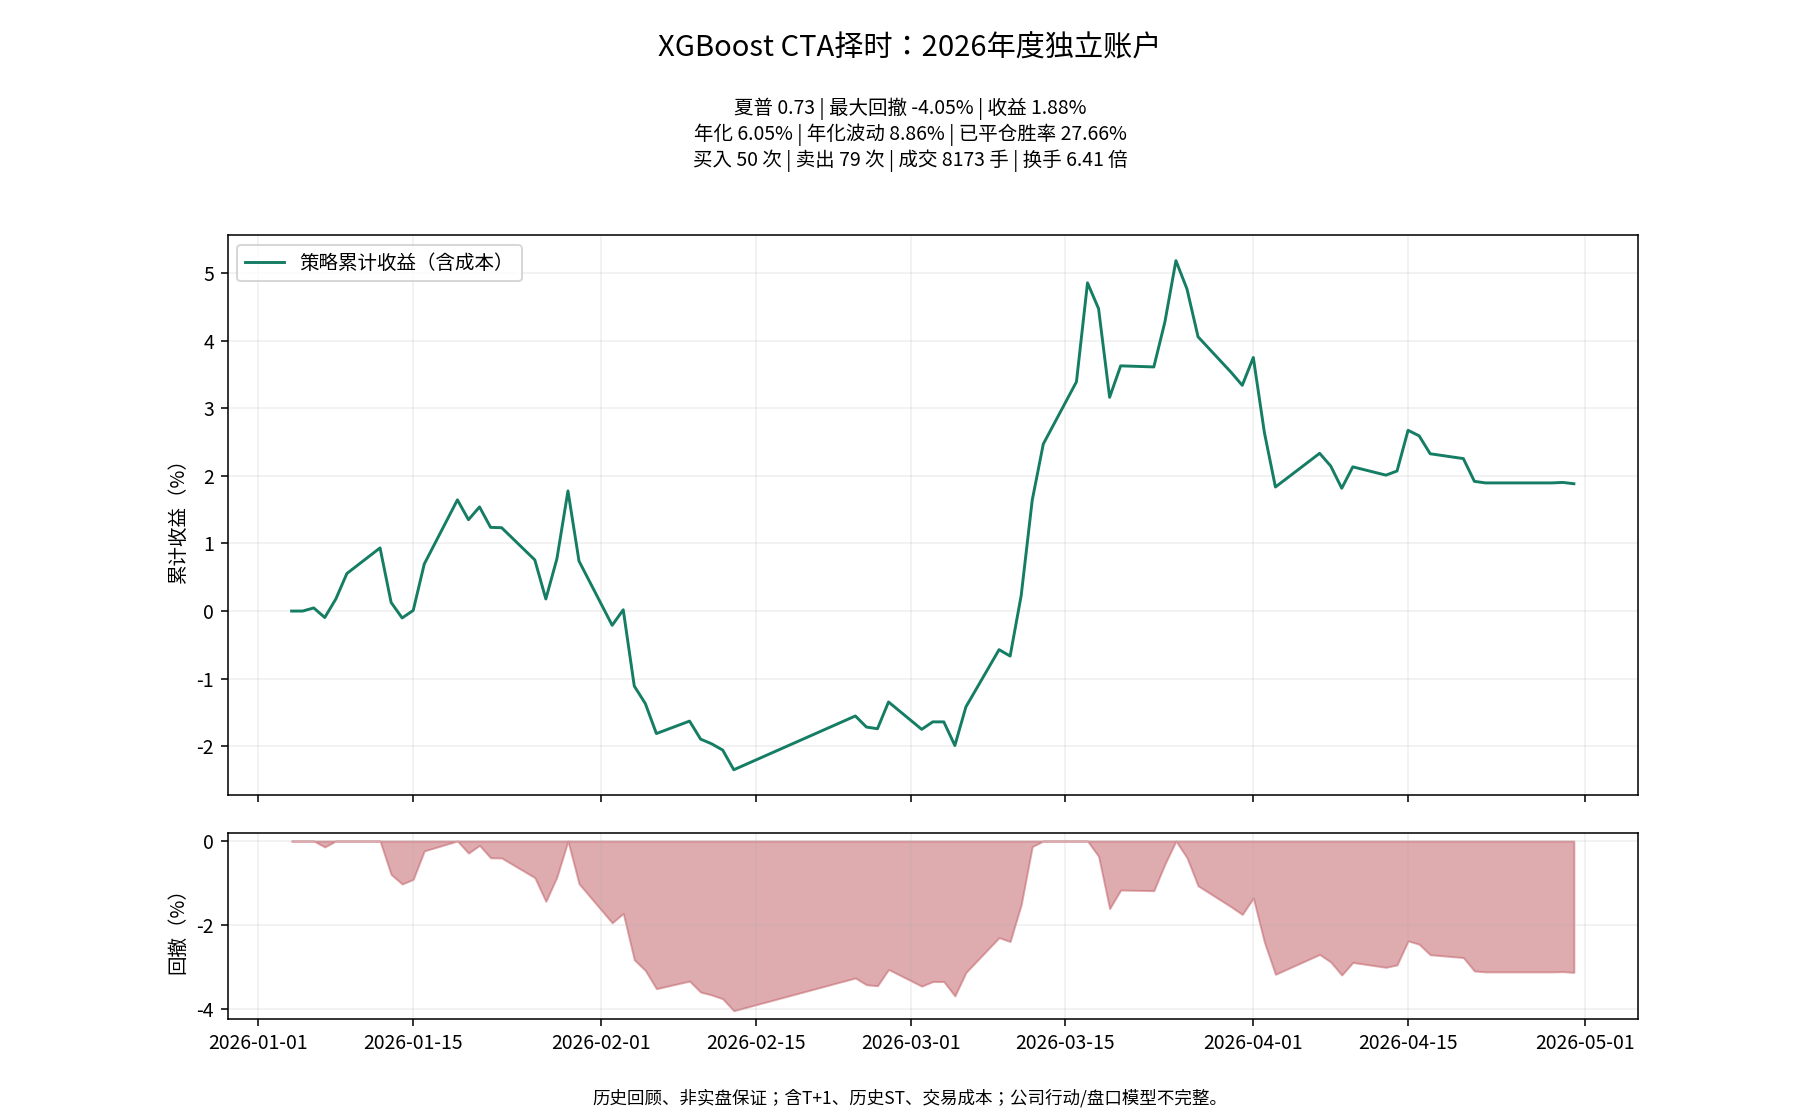 XGBoost CTA择时：2026年度独立账户
夏普 0.73 | 最大回撤 -4.05% | 收益 1.88%
年化 6.05% | 年化波动 8.86% | 已平仓胜率 27.66%
买入 50 次 | 卖出 79 次 | 成交 8173 手 | 换手 6.41 倍
策略累计收益（含成本）
累计收益（%）
5
4
3
2
1
0
-1
-2
回撤（%）
0
-2
-4
2026-01-01
2026-01-15
2026-02-01
2026-02-15
2026-03-01
2026-03-15
2026-04-01
2026-04-15
2026-05-01
历史回顾、非实盘保证；含T+1、历史ST、交易成本；公司行动/盘口模型不完整。